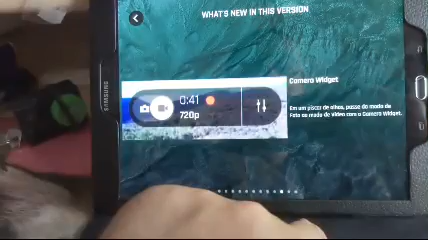 WHAT'S NEW IN THIS VERSION
Camera Widget
0:41
720p
Em um piscar de olhos, passe do modo de
Foto ao modo de Vídeo com o Camera Widget.
SAMSUNG